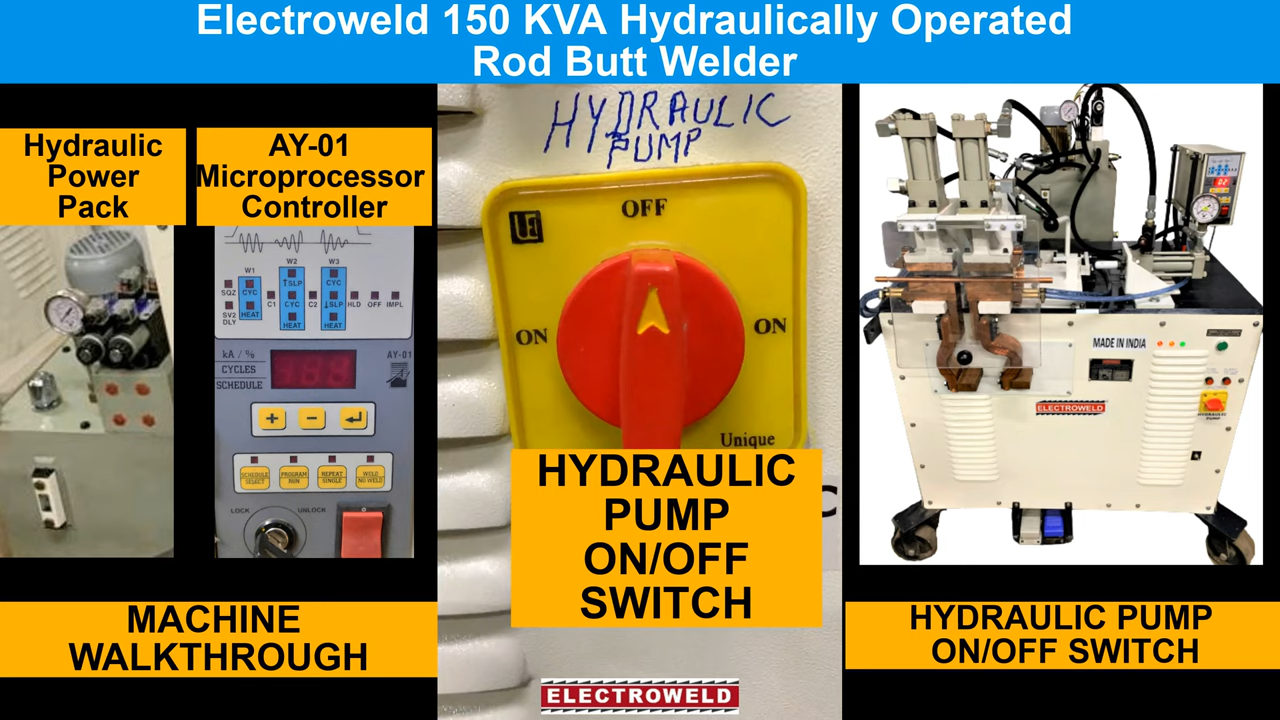 Electroweld 150 KVA Hydraulically Operated
Rod Butt Welder
Hydraulic
Power
Pack
AY-01
Microprocessor
Controller
W1
W2
W3
SQZ
SV2
DLY
CYC
HEAT
C1
↑SLP
CYC
HEAT
C2
CYC
↓SLP
HEAT
HLD
OFF
IMPL
kA / %
CYCLES
SCHEDULE
AY-01
+
−
SCHEDULE
SELECT
PROGRAM
RUN
REPEAT
SINGLE
WELD
NO WELD
LOCK
UNLOCK
MACHINE
WALKTHROUGH
HYDRAULIC
PUMP
OFF
ON
ON
Unique
HYDRAULIC
PUMP
ON/OFF
SWITCH
C
ELECTROWELD
MADE IN INDIA
ELECTROWELD
HYDRAULIC
PUMP
HYDRAULIC PUMP
ON/OFF SWITCH